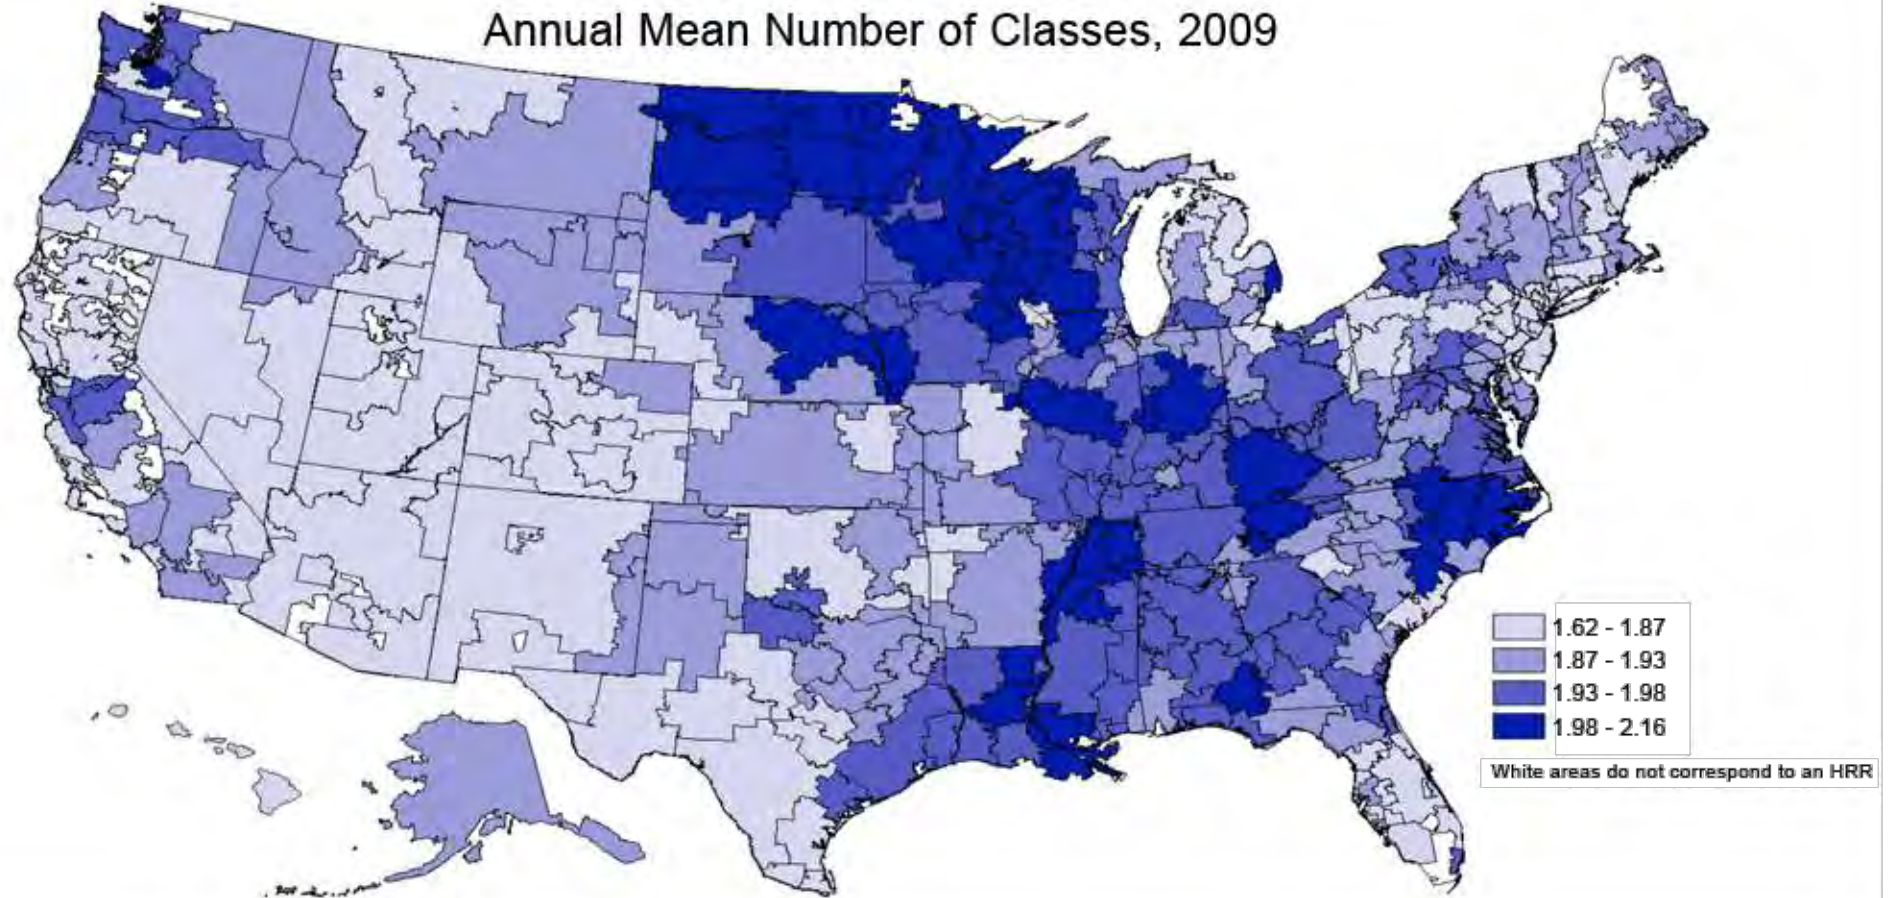 Annual Mean Number of Classes, 2009
1.62 - 1.87
1.87 - 1.93
1.93 - 1.98
1.98 - 2.16
White areas do not correspond to an HRR